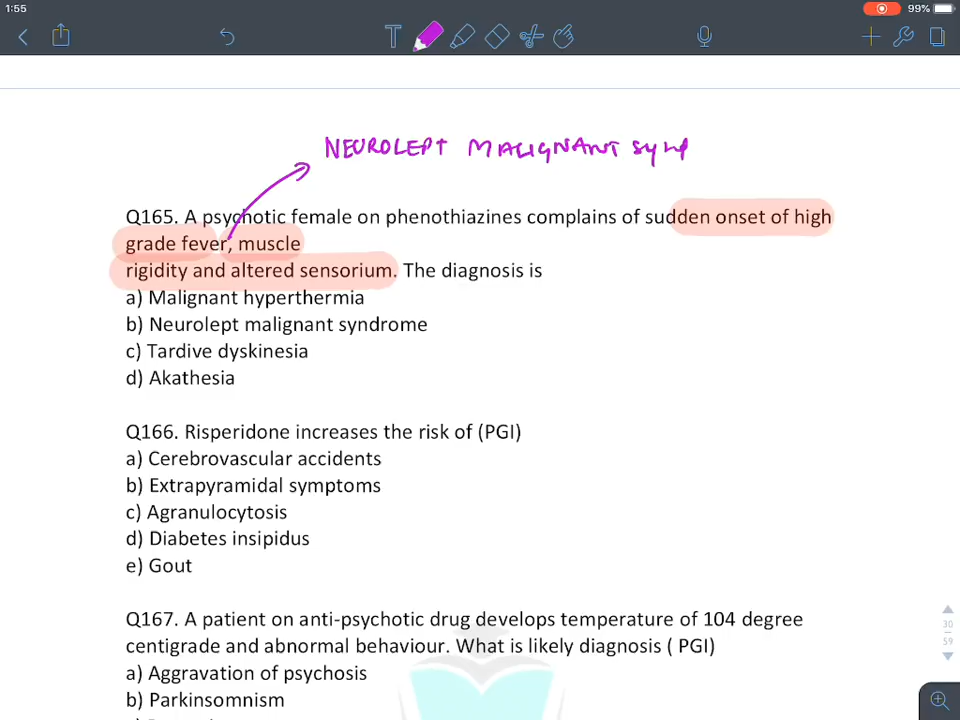 1:55
99%
T
NEUROLEPT MALIGNANT SYND
Q165. A psychotic female on phenothiazines complains of sudden onset of high
grade fever, muscle
rigidity and altered sensorium. The diagnosis is
a) Malignant hyperthermia
b) Neurolept malignant syndrome
c) Tardive dyskinesia
d) Akathesia
Q166. Risperidone increases the risk of (PGI)
a) Cerebrovascular accidents
b) Extrapyramidal symptoms
c) Agranulocytosis
d) Diabetes insipidus
e) Gout
30
59
Q167. A patient on anti-psychotic drug develops temperature of 104 degree
centigrade and abnormal behaviour. What is likely diagnosis ( PGI)
a) Aggravation of psychosis
b) Parkinsomnism